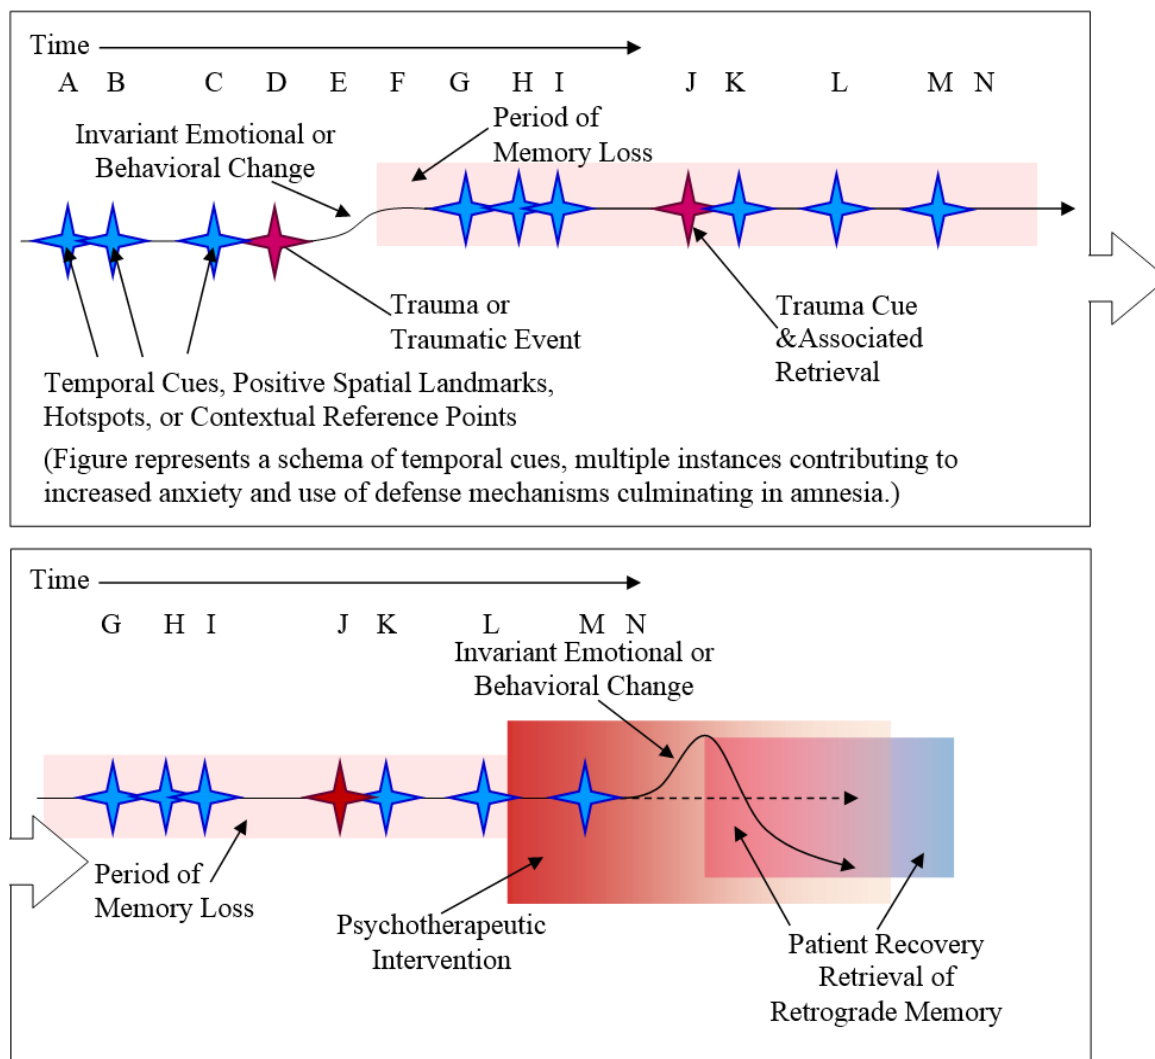 Time
A B C D E F G H I J K L M N
Invariant Emotional or
Behavioral Change
Period of
Memory Loss
Trauma or
Traumatic Event
Trauma Cue
&Associated
Retrieval
Temporal Cues, Positive Spatial Landmarks,
Hotspots, or Contextual Reference Points
(Figure represents a schema of temporal cues, multiple instances contributing to
increased anxiety and use of defense mechanisms culminating in amnesia.)
Time
G H I J K L M N
Invariant Emotional or
Behavioral Change
Period of
Memory Loss
Psychotherapeutic
Intervention
Patient Recovery
Retrieval of
Retrograde Memory